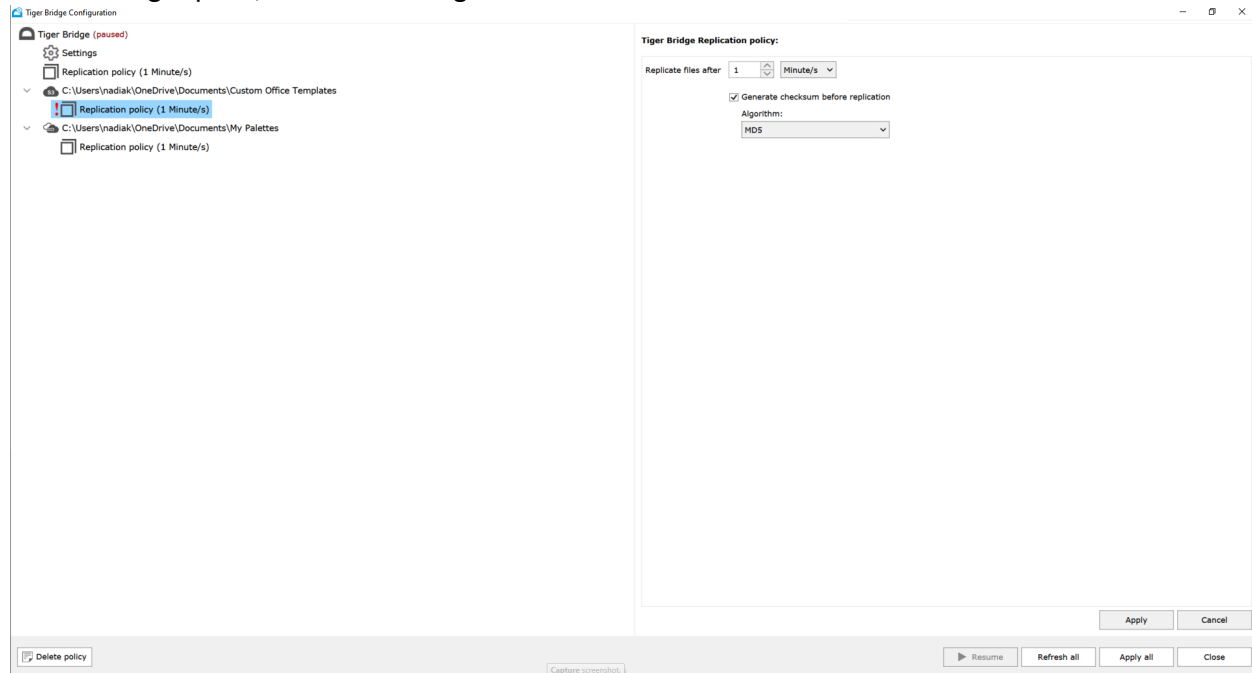 Tiger Bridge Configuration
Tiger Bridge (paused)
Settings
Replication policy (1 Minute/s)
C:\Users\nadiak\OneDrive\Documents\Custom Office Templates
! Replication policy (1 Minute/s)
C:\Users\nadiak\OneDrive\Documents\My Palettes
Replication policy (1 Minute/s)
Tiger Bridge Replication policy:
Replicate files after 1 Minute/s
Generate checksum before replication
Algorithm:
MD5
Apply Cancel
Delete policy Resume Refresh all Apply all Close
Capture screenshot.